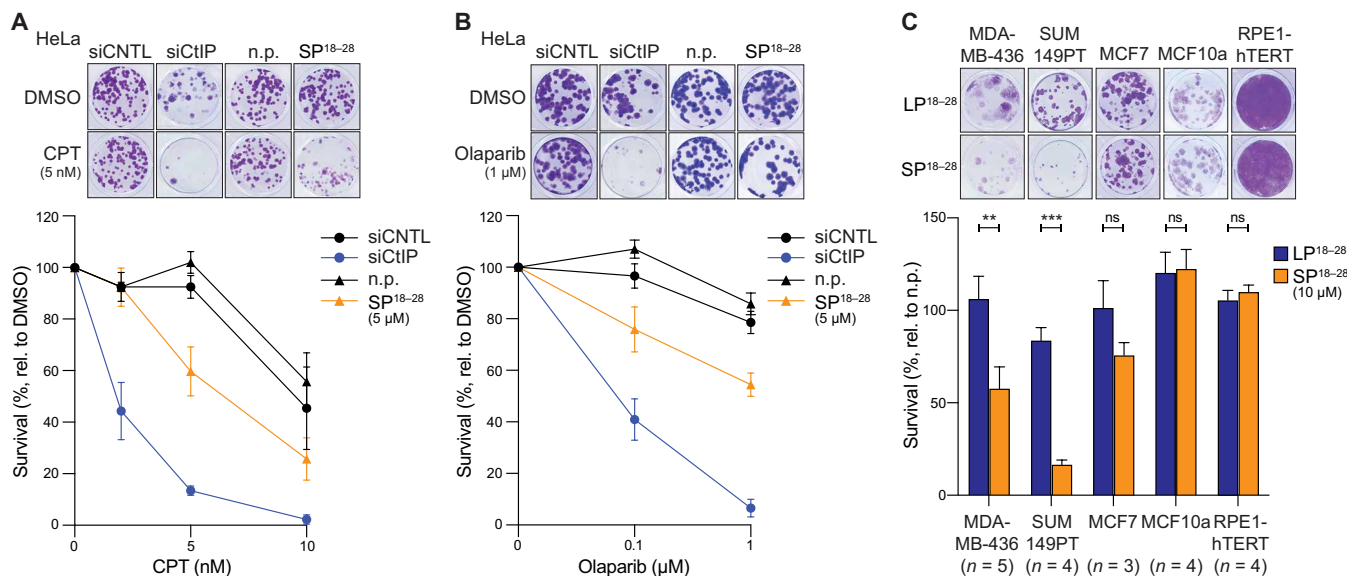 A
HeLa
siCNTL siCtIP n.p. SP¹⁸⁻²⁸
DMSO
CPT
(5 nM)
Survival (%, rel. to DMSO)
120
100
80
60
40
20
0
0 5 10
CPT (nM)
siCNTL
siCtIP
n.p.
SP¹⁸⁻²⁸
(5 µM)
B
HeLa
siCNTL siCtIP n.p. SP¹⁸⁻²⁸
DMSO
Olaparib
(1 µM)
Survival (%, rel. to DMSO)
120
100
80
60
40
20
0
0 0.1 1
Olaparib (µM)
siCNTL
siCtIP
n.p.
SP¹⁸⁻²⁸
(5 µM)
C
MDA-
MB-436
SUM
149PT
MCF7
MCF10a
RPE1-
hTERT
LP¹⁸⁻²⁸
SP¹⁸⁻²⁸
Survival (%, rel. to n.p.)
150
100
50
0
** *** ns ns ns
LP¹⁸⁻²⁸
SP¹⁸⁻²⁸
(10 µM)
MDA-
MB-436
(n = 5)
SUM
149PT
(n = 4)
MCF7
(n = 3)
MCF10a
(n = 4)
RPE1-
hTERT
(n = 4)